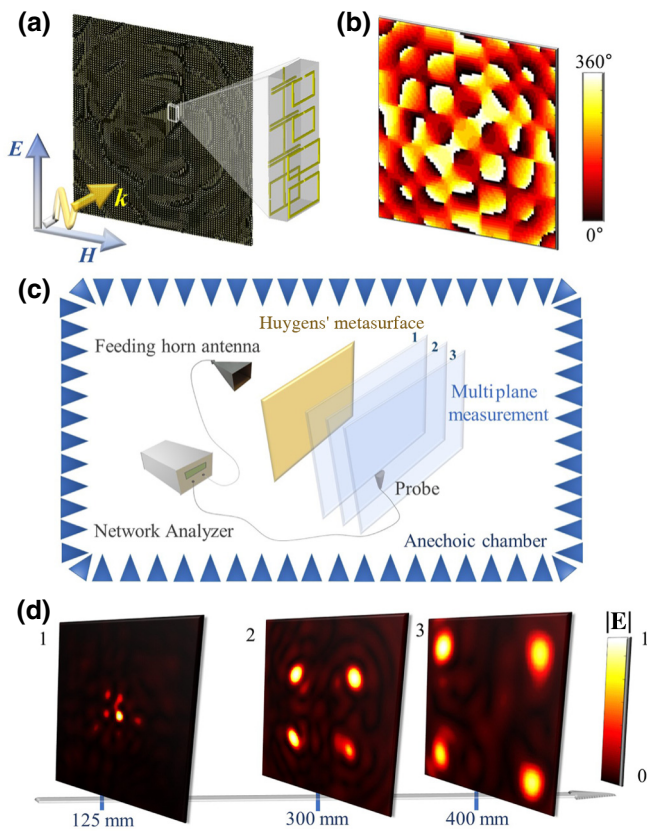 (a)
E
k
H
(b)
360°
0°
(c)
Huygens' metasurface
1
2
3
Feeding horn antenna
Multiplane
measurement
Probe
Network Analyzer
Anechoic chamber
(d)
1
2
3
|E|
1
0
125 mm
300 mm
400 mm